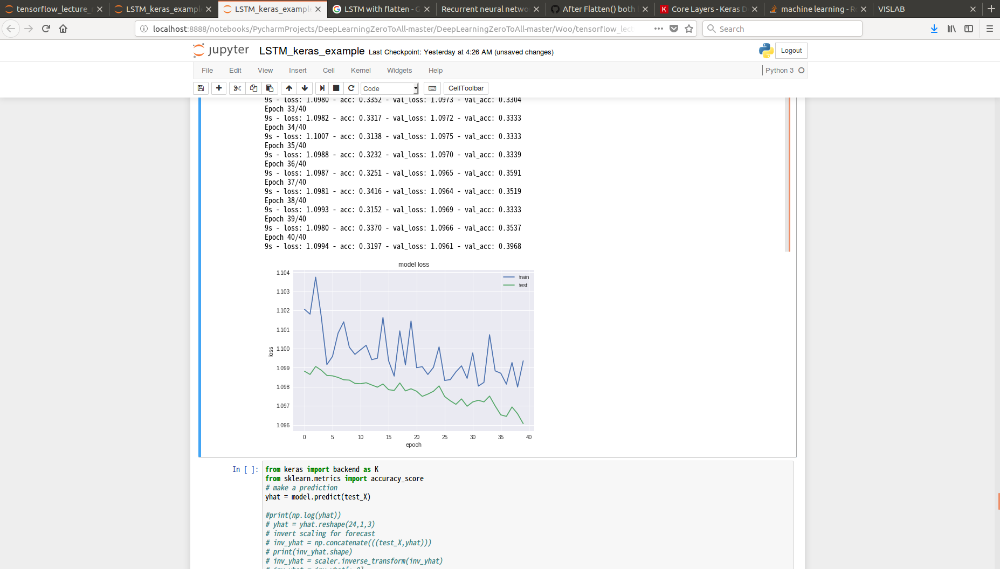 tensorflow_lecture_
LSTM_keras_example
LSTM_keras_example
LSTM with flatten - G
Recurrent neural netwo
After Flatten() both
Core Layers - Keras D
machine learning - R
VISLAB
localhost:8888/notebooks/PycharmProjects/DeepLearningZeroToAll-master/DeepLearningZeroToAll-master/Woo/tensorflow_lect
Search
jupyter LSTM_keras_example Last Checkpoint: Yesterday at 4:26 AM (unsaved changes)
Logout
File Edit View Insert Cell Kernel Widgets Help
Python 3
Code
CellToolbar
9s - loss: 1.0980 - acc: 0.3352 - val_loss: 1.0973 - val_acc: 0.3304
Epoch 33/40
9s - loss: 1.0982 - acc: 0.3317 - val_loss: 1.0972 - val_acc: 0.3333
Epoch 34/40
9s - loss: 1.1007 - acc: 0.3138 - val_loss: 1.0975 - val_acc: 0.3333
Epoch 35/40
9s - loss: 1.0988 - acc: 0.3232 - val_loss: 1.0970 - val_acc: 0.3339
Epoch 36/40
9s - loss: 1.0987 - acc: 0.3251 - val_loss: 1.0965 - val_acc: 0.3591
Epoch 37/40
9s - loss: 1.0981 - acc: 0.3416 - val_loss: 1.0964 - val_acc: 0.3519
Epoch 38/40
9s - loss: 1.0993 - acc: 0.3152 - val_loss: 1.0969 - val_acc: 0.3333
Epoch 39/40
9s - loss: 1.0980 - acc: 0.3370 - val_loss: 1.0966 - val_acc: 0.3537
Epoch 40/40
9s - loss: 1.0994 - acc: 0.3197 - val_loss: 1.0961 - val_acc: 0.3968
model loss
train
test
1.104
1.103
1.102
1.101
1.100
1.099
1.098
1.097
1.096
loss
0 5 10 15 20 25 30 35 40
epoch
In [ ]:
from keras import backend as K
from sklearn.metrics import accuracy_score
# make a prediction
yhat = model.predict(test_X)
#print(np.log(yhat))
# yhat = yhat.reshape(24,1,3)
# invert scaling for forecast
# inv_yhat = np.concatenate(((test_X,yhat)))
# print(inv_yhat.shape)
# inv_yhat = scaler.inverse_transform(inv_yhat)